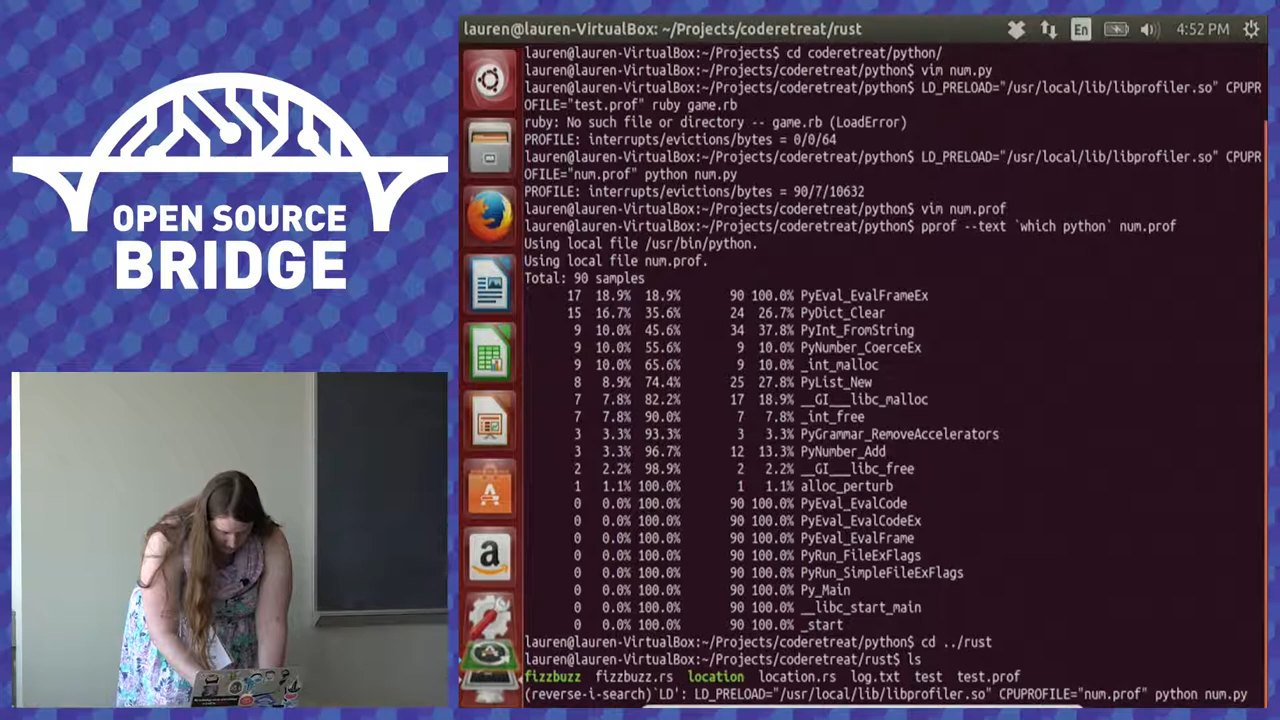 OPEN SOURCE
BRIDGE
lauren@lauren-VirtualBox: ~/Projects/coderetreat/rust
En
4:52 PM
lauren@lauren-VirtualBox:~/Projects$ cd coderetreat/python/
lauren@lauren-VirtualBox:~/Projects/coderetreat/python$ vim num.py
lauren@lauren-VirtualBox:~/Projects/coderetreat/python$ LD_PRELOAD="/usr/local/lib/libprofiler.so" CPUPR
OFILE="test.prof" ruby game.rb
ruby: No such file or directory -- game.rb (LoadError)
PROFILE: interrupts/evictions/bytes = 0/0/64
lauren@lauren-VirtualBox:~/Projects/coderetreat/python$ LD_PRELOAD="/usr/local/lib/libprofiler.so" CPUPR
OFILE="num.prof" python num.py
PROFILE: interrupts/evictions/bytes = 90/7/10632
lauren@lauren-VirtualBox:~/Projects/coderetreat/python$ vim num.prof
lauren@lauren-VirtualBox:~/Projects/coderetreat/python$ pprof --text `which python` num.prof
Using local file /usr/bin/python.
Using local file num.prof.
Total: 90 samples
17 18.9% 18.9% 90 100.0% PyEval_EvalFrameEx
15 16.7% 35.6% 24 26.7% PyDict_Clear
9 10.0% 45.6% 34 37.8% PyInt_FromString
9 10.0% 55.6% 9 10.0% PyNumber_CoerceEx
9 10.0% 65.6% 9 10.0% _int_malloc
8 8.9% 74.4% 25 27.8% PyList_New
7 7.8% 82.2% 17 18.9% __GI___libc_malloc
7 7.8% 90.0% 7 7.8% _int_free
3 3.3% 93.3% 3 3.3% PyGrammar_RemoveAccelerators
3 3.3% 96.7% 12 13.3% PyNumber_Add
2 2.2% 98.9% 2 2.2% __GI___libc_free
1 1.1% 100.0% 1 1.1% alloc_perturb
0 0.0% 100.0% 90 100.0% PyEval_EvalCode
0 0.0% 100.0% 90 100.0% PyEval_EvalCodeEx
0 0.0% 100.0% 90 100.0% PyEval_EvalFrame
0 0.0% 100.0% 90 100.0% PyRun_FileExFlags
0 0.0% 100.0% 90 100.0% PyRun_SimpleFileExFlags
0 0.0% 100.0% 90 100.0% Py_Main
0 0.0% 100.0% 90 100.0% __libc_start_main
0 0.0% 100.0% 90 100.0% _start
lauren@lauren-VirtualBox:~/Projects/coderetreat/python$ cd ../rust
lauren@lauren-VirtualBox:~/Projects/coderetreat/rust$ ls
fizzbuzz fizzbuzz.rs location location.rs log.txt test test.prof
(reverse-i-search)`LD': LD_PRELOAD="/usr/local/lib/libprofiler.so" CPUPROFILE="num.prof" python num.py